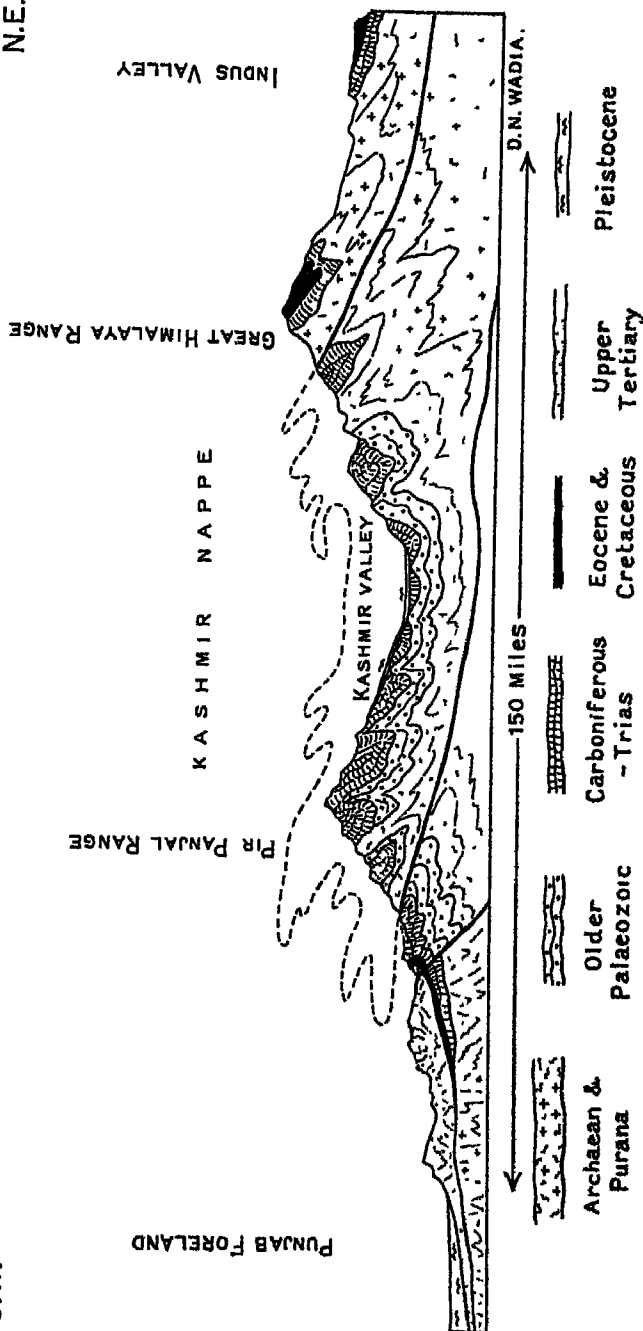 N.E.
PUNJAB FORELAND
PIR PANJAL RANGE
KASHMIR NAPPE
KASHMIR VALLEY
GREAT HIMALAYA RANGE
INDUS VALLEY
D.N. WADIA.
150 Miles
Archaean &
Purana
Older
Palaeozoic
Carboniferous
-Trias
Eocene &
Cretaceous
Upper
Tertiary
Pleistocene